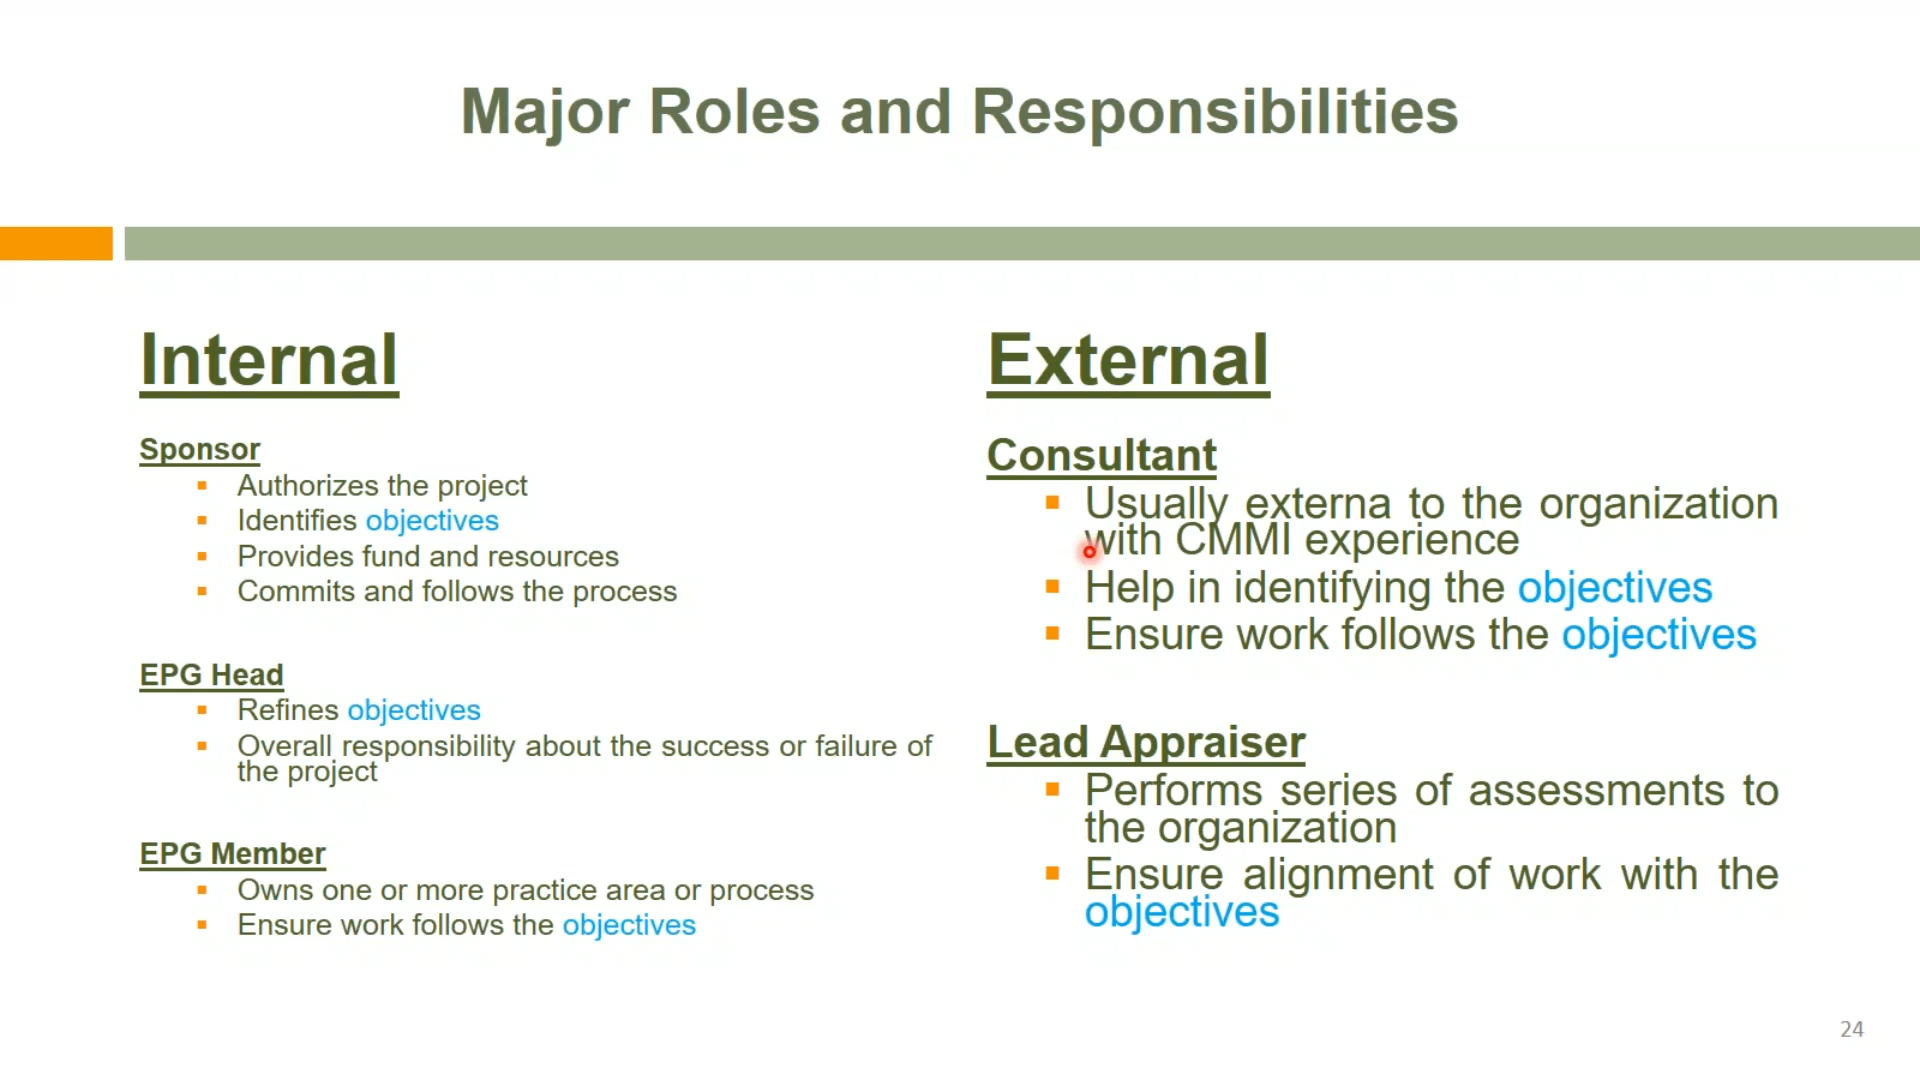 Major Roles and Responsibilities
Internal
Sponsor
Authorizes the project
Identifies objectives
Provides fund and resources
Commits and follows the process
EPG Head
Refines objectives
Overall responsibility about the success or failure of
the project
EPG Member
Owns one or more practice area or process
Ensure work follows the objectives
External
Consultant
Usually externa to the organization
with CMMI experience
Help in identifying the objectives
Ensure work follows the objectives
Lead Appraiser
Performs series of assessments to
the organization
Ensure alignment of work with the
objectives
24